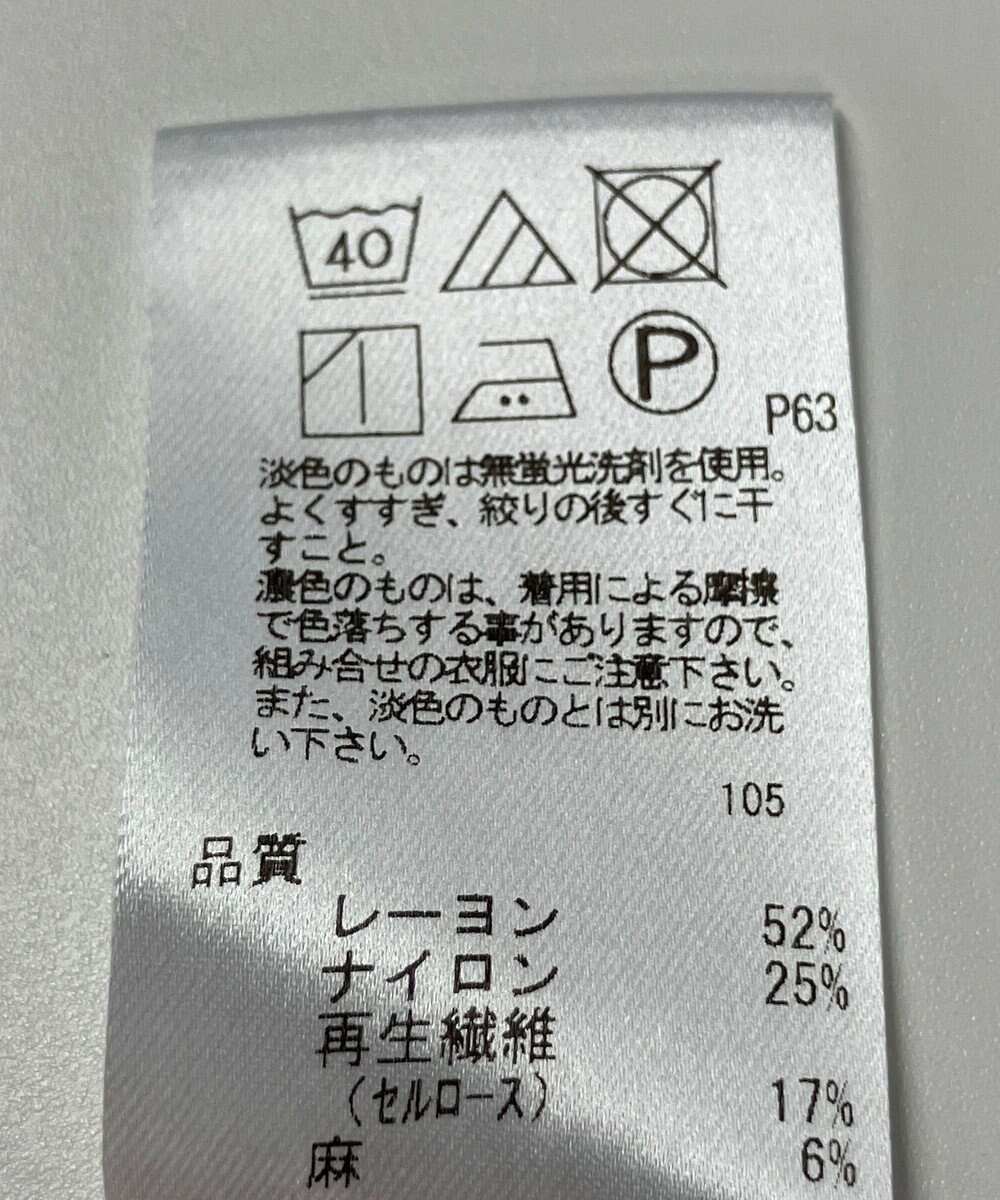 40
P
P63
淡色のものは無蛍光洗剤を使用。
よくすすぎ、絞りの後すぐに干
すこと。
濃色のものは、着用による摩擦
で色落ちする事がありますので、
組み合せの衣服にご注意下さい。
また、淡色のものとは別にお洗
い下さい。
105
品質
レーヨン 52%
ナイロン 25%
再生繊維
(セルロース) 17%
麻 6%